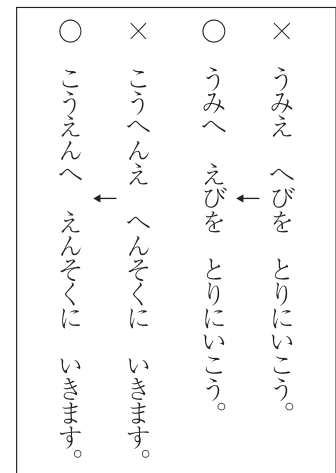 × うみえ へびを とりにいこう。
○ うみへ えびを とりにいこう。
× こうへんえ へんそくに いきます。
○ こうえんへ えんそくに いきます。